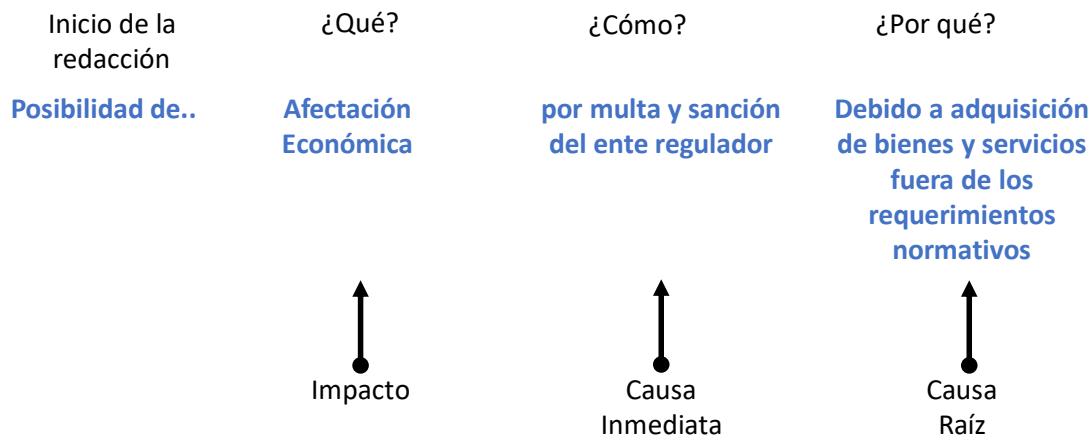 Inicio de la
redacción
¿Qué?
¿Cómo?
¿Por qué?
Posibilidad de..
Afectación
Económica
por multa y sanción
del ente regulador
Debido a adquisición
de bienes y servicios
fuera de los
requerimientos
normativos
Impacto
Causa
Inmediata
Causa
Raíz